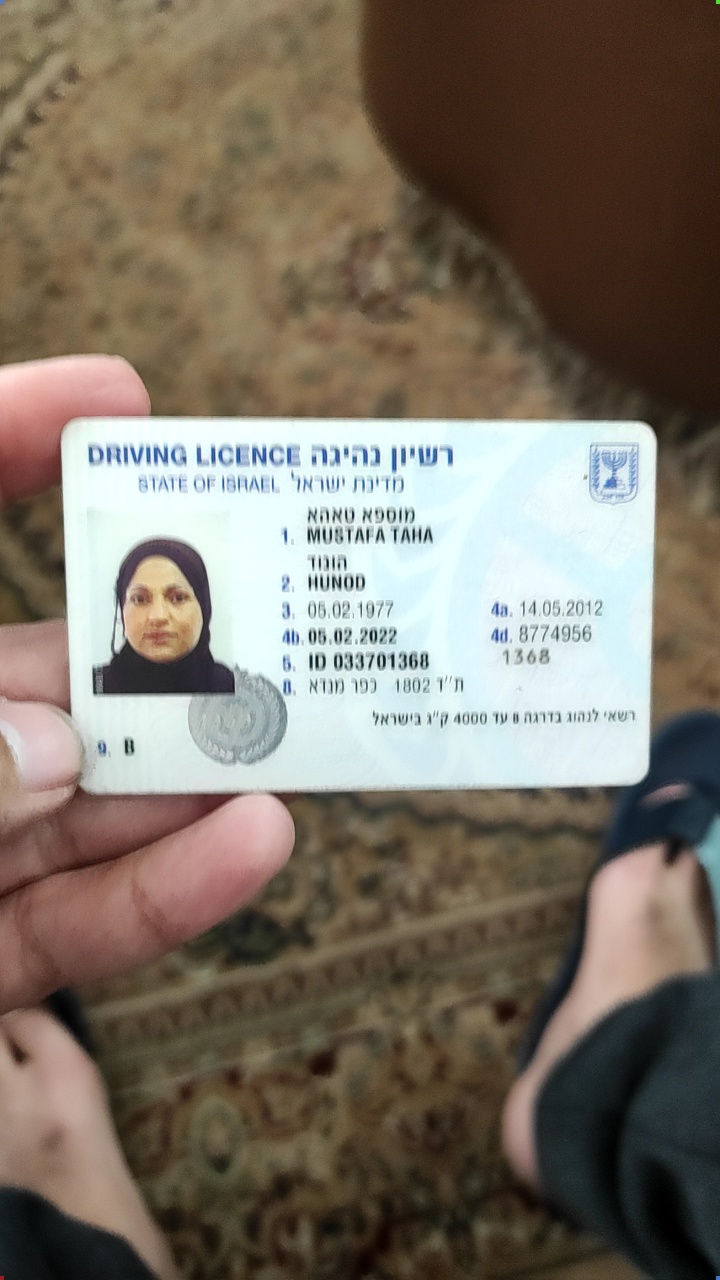 DRIVING LICENCE רשיון נהיגה
STATE OF ISRAEL מדינת ישראל
מוספא טאהא
1. MUSTAFA TAHA
הונוד
2. HUNOD
3. 05.02.1977 4a. 14.05.2012
4b. 05.02.2022 4d. 8774956
5. ID 033701368 1368
8. ת"ד 1802 כפר מנדא
רשאי לנהוג בדרגה B עד 4000 ק"ג בישראל
9. B